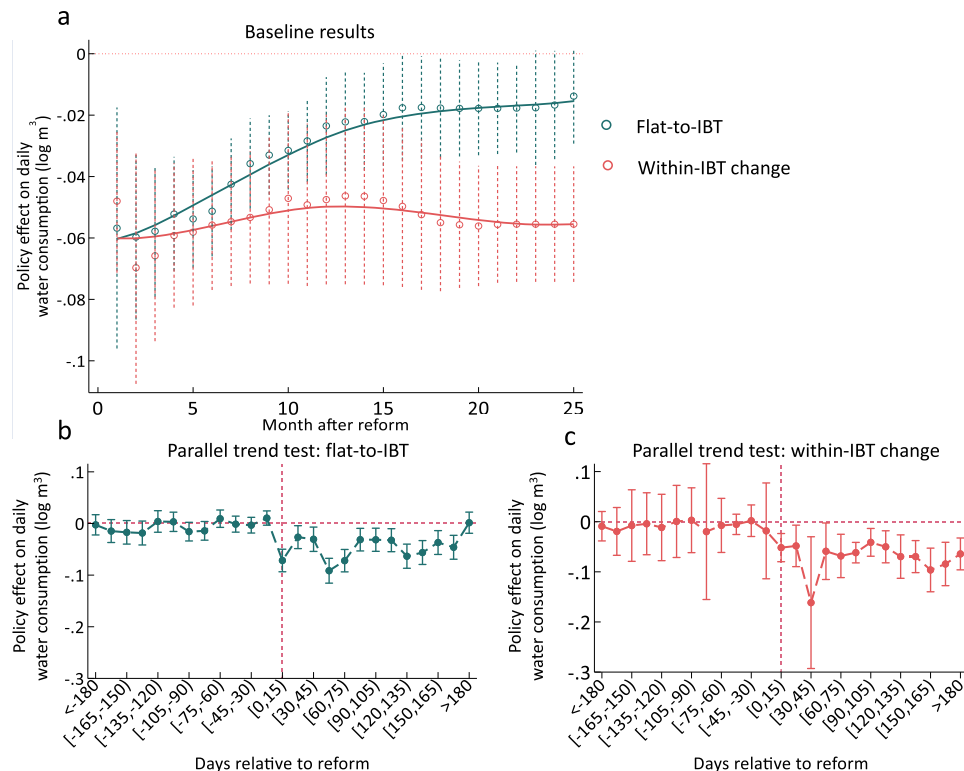 a
Baseline results
0
-.02
-.04
-.06
-.08
-.1
Policy effect on daily
water consumption (log m³)
0
5
10
15
20
25
Month after reform
Flat-to-IBT
Within-IBT change
b
Parallel trend test: flat-to-IBT
.1
0
-.1
-.2
-.3
Policy effect on daily
water consumption (log m³)
<-180
[-165,-150)
[-135,-120)
[-105,-90)
[-75,-60)
[-45,-30)
[0,15)
[30,45)
[60,75)
[90,105)
[120,135)
[150,165)
>180
Days relative to reform
c
Parallel trend test: within-IBT change
.1
0
-.1
-.2
-.3
Policy effect on daily
water consumption (log m³)
<-180
[-165,-150)
[-135,-120)
[-105,-90)
[-75,-60)
[-45,-30)
[0,15)
[30,45)
[60,75)
[90,105)
[120,135)
[150,165)
>180
Days relative to reform